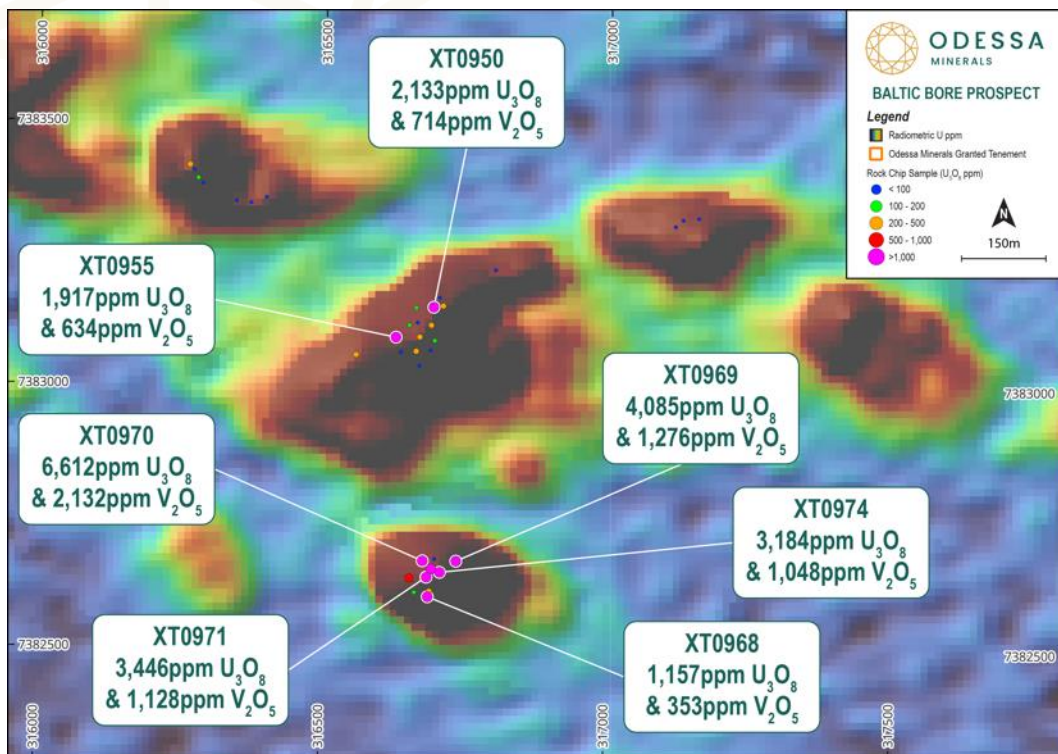 316000
316500
317000
XT0950
2,133ppm U₃O₈
& 714ppm V₂O₅
ODESSA
MINERALS
BALTIC BORE PROSPECT
Legend
Radiometric U ppm
Odessa Minerals Granted Tenement
Rock Chip Sample (U₃O₈ ppm)
< 100
100 - 200
200 - 500
500 - 1,000
>1,000
N
150m
7383500
XT0955
1,917ppm U₃O₈
& 634ppm V₂O₅
7383000
7383000
XT0969
4,085ppm U₃O₈
& 1,276ppm V₂O₅
XT0970
6,612ppm U₃O₈
& 2,132ppm V₂O₅
XT0974
3,184ppm U₃O₈
& 1,048ppm V₂O₅
XT0971
3,446ppm U₃O₈
& 1,128ppm V₂O₅
XT0968
1,157ppm U₃O₈
& 353ppm V₂O₅
7382500
7382500
316000
316500
317000
317500